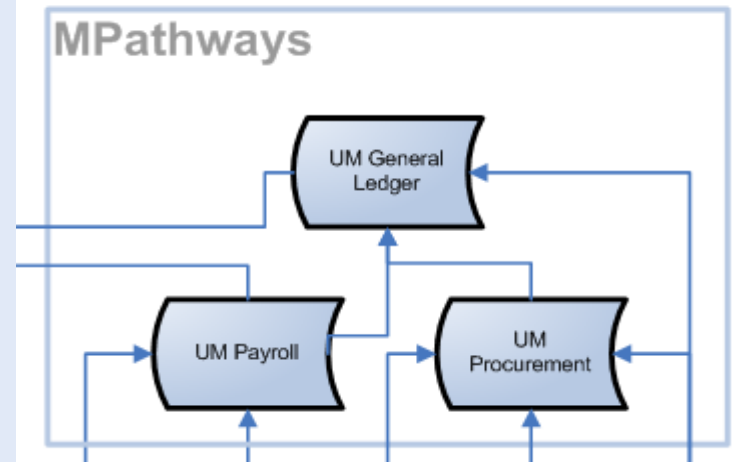 MPathways
UM General
Ledger
UM Payroll
UM
Procurement